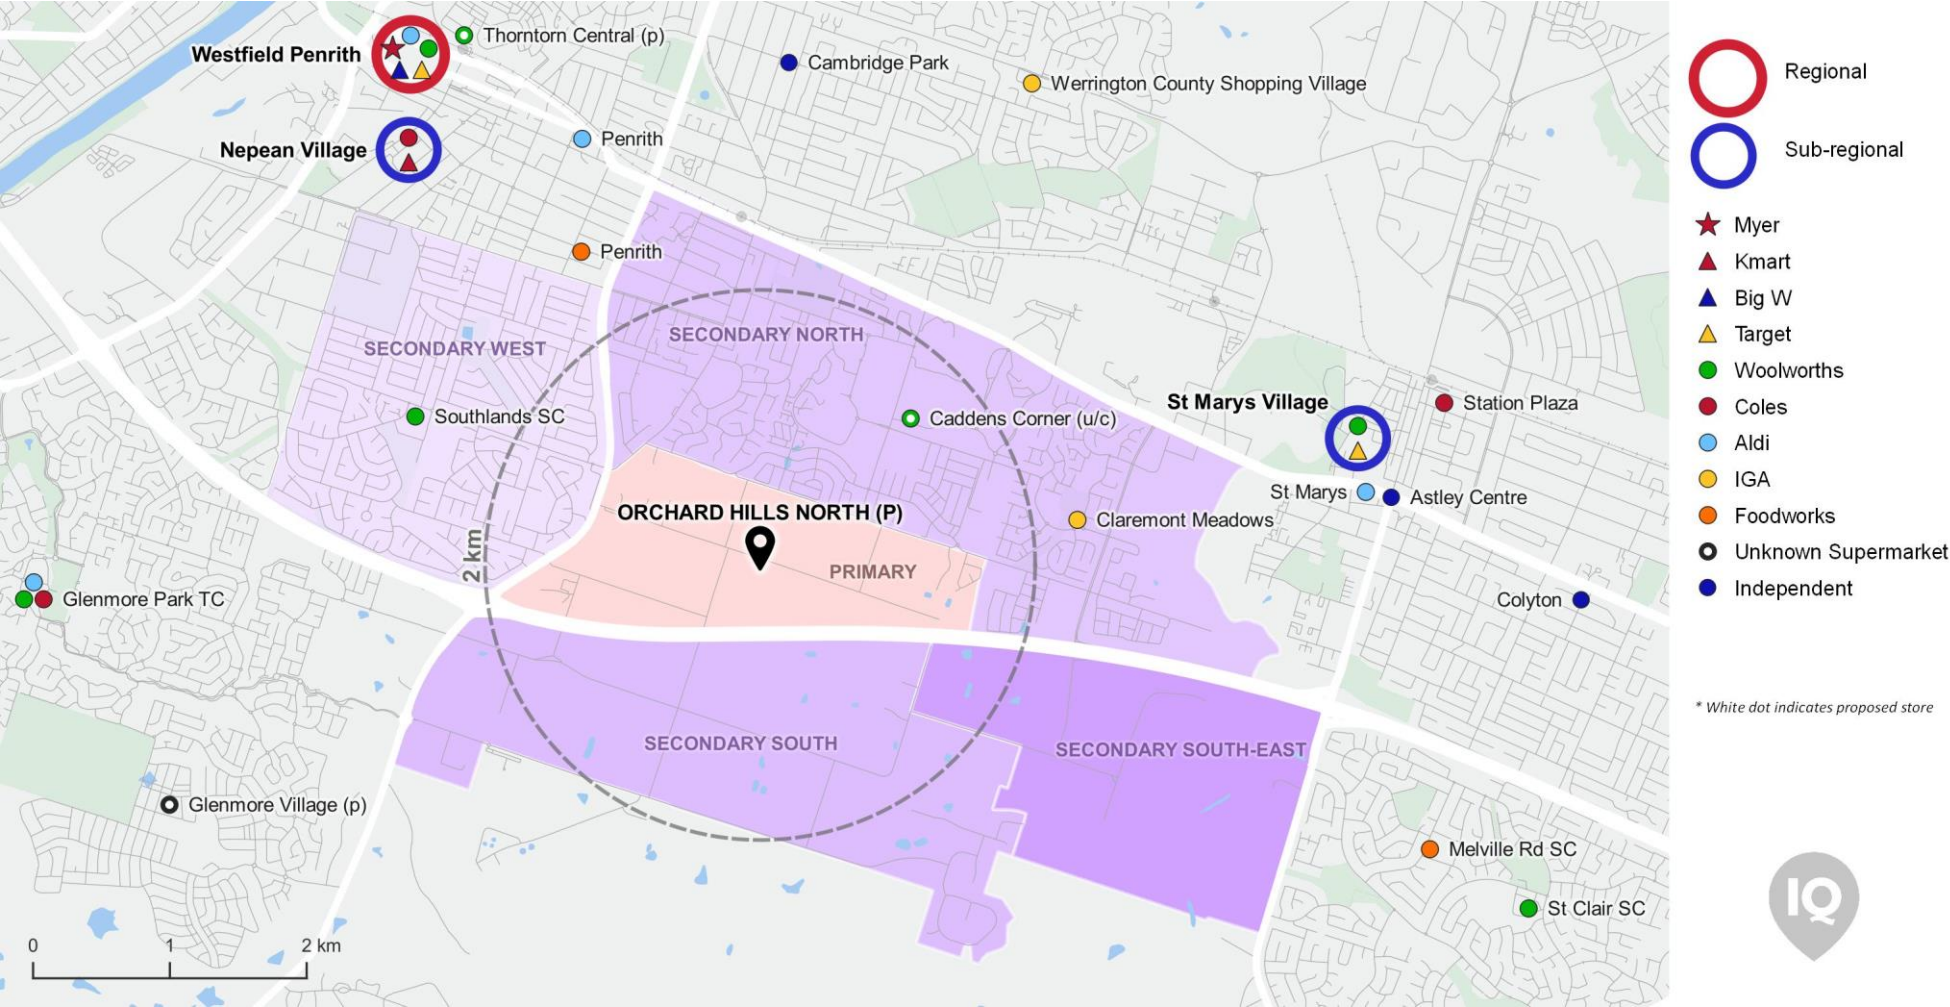 Westfield Penrith
Thorntorn Central (p)
Cambridge Park
Werrington County Shopping Village
Nepean Village
Penrith
Penrith
SECONDARY NORTH
SECONDARY WEST
Southlands SC
Caddens Corner (u/c)
St Marys Village
Station Plaza
St Marys
Astley Centre
ORCHARD HILLS NORTH (P)
Claremont Meadows
2 km
PRIMARY
Glenmore Park TC
Colyton
SECONDARY SOUTH
SECONDARY SOUTH-EAST
Glenmore Village (p)
Melville Rd SC
St Clair SC
0 1 2 km
Regional
Sub-regional
Myer
Kmart
Big W
Target
Woolworths
Coles
Aldi
IGA
Foodworks
Unknown Supermarket
Independent
* White dot indicates proposed store
IQ